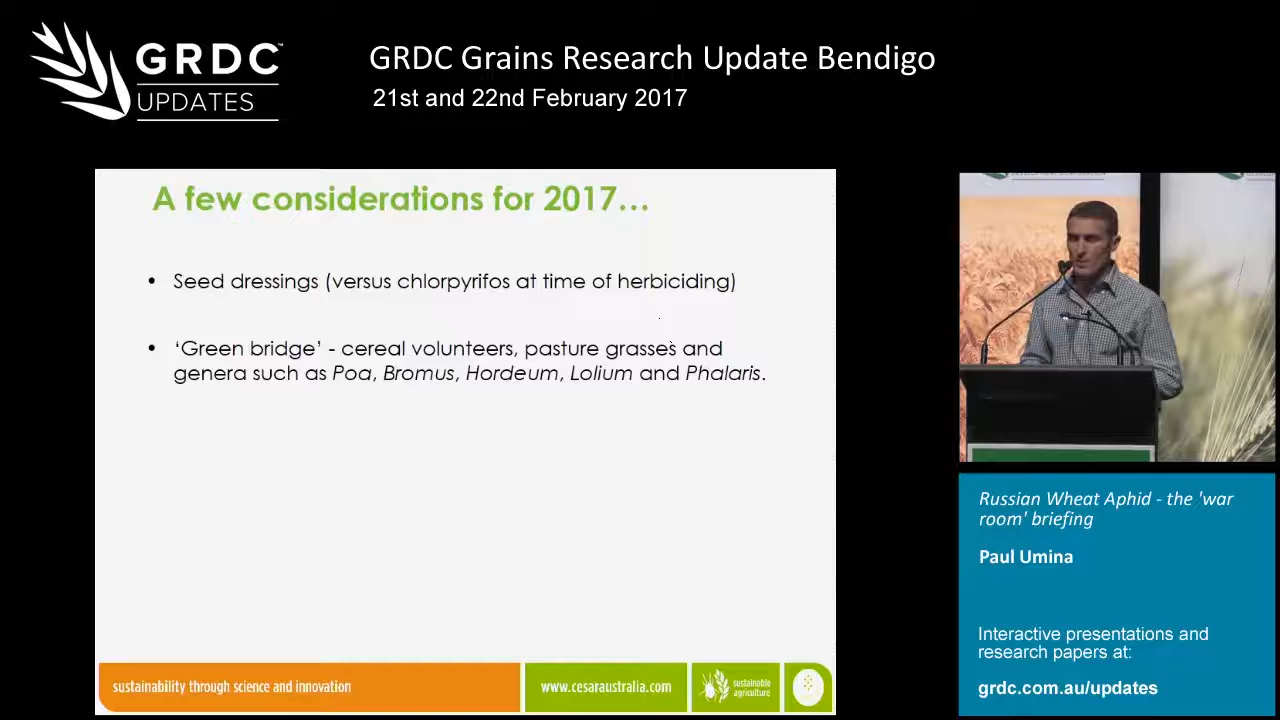 GRDC™
UPDATES
GRDC Grains Research Update Bendigo
21st and 22nd February 2017
A few considerations for 2017...
• Seed dressings (versus chlorpyrifos at time of herbiciding)
• ‘Green bridge’ - cereal volunteers, pasture grasses and
genera such as Poa, Bromus, Hordeum, Lolium and Phalaris.
sustainability through science and innovation
www.cesaraustralia.com
sustainable
agriculture
Russian Wheat Aphid - the 'war
room' briefing
Paul Umina
Interactive presentations and
research papers at:
grdc.com.au/updates